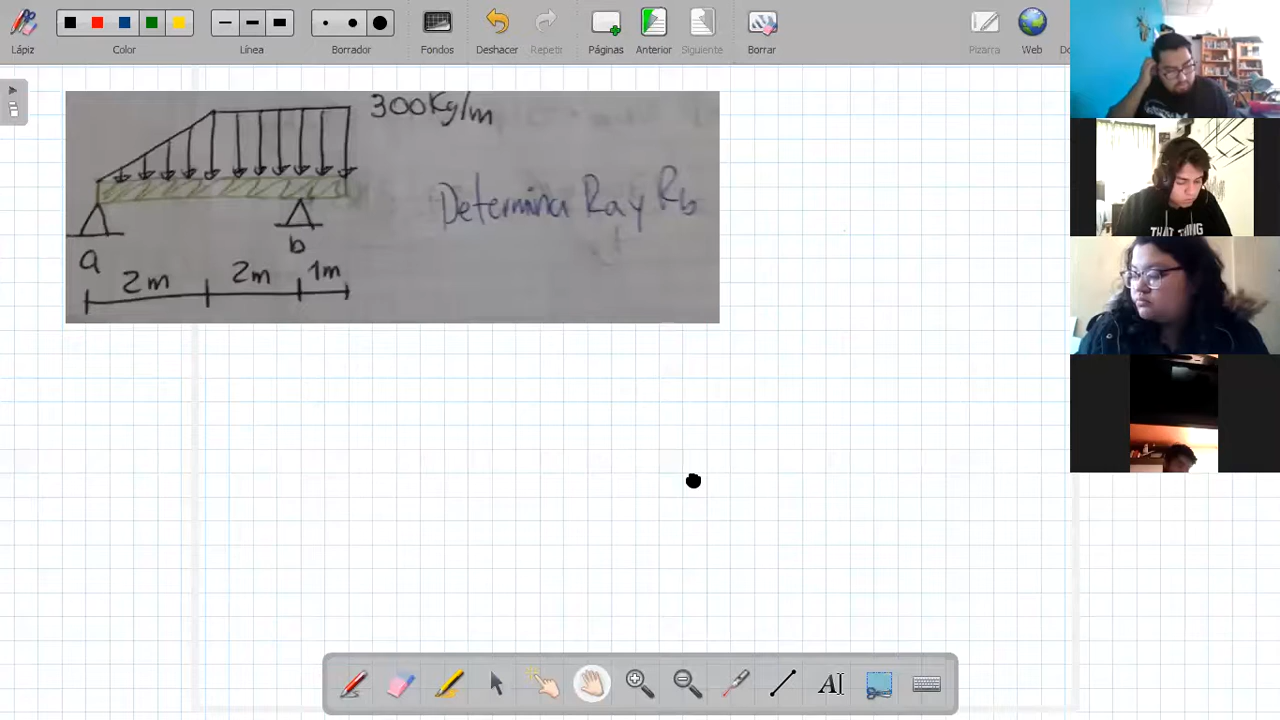 Lápiz
Color
Línea
Borrador
Fondos
Deshacer
Repetir
Páginas
Anterior
Siguiente
Borrar
Pizarra
Web
300Kg/m
Determina Ra y Rb
a
b
2m
2m
1m
THAT THING